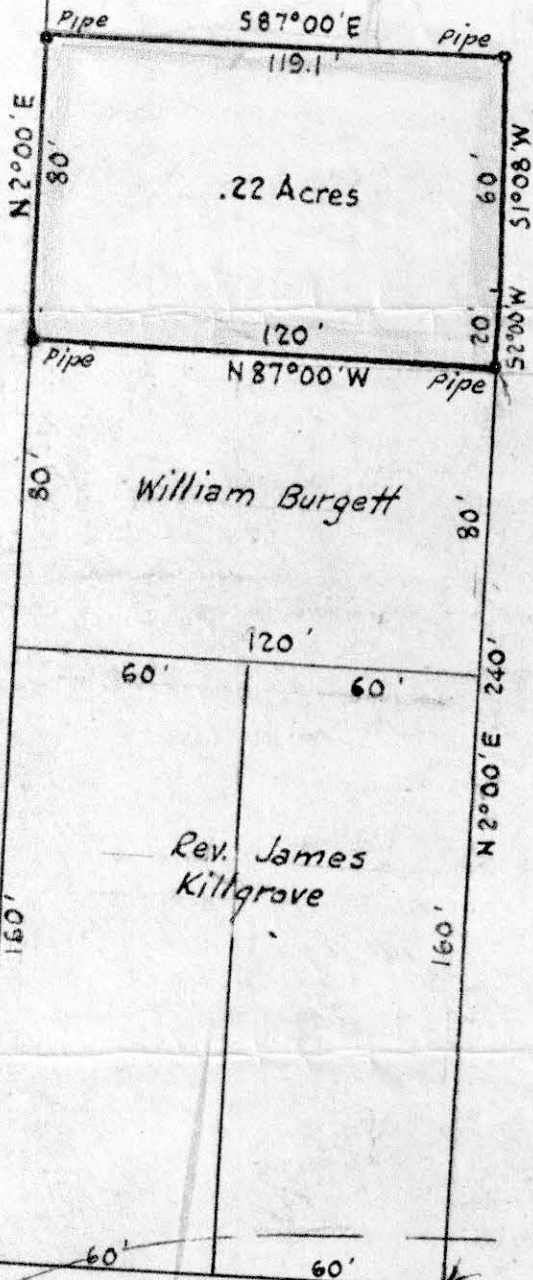 Pipe
S87°00'E
Pipe
119.1'
N2°00'E
80'
.22 Acres
60'
S1°08'W
20'
S2°00'W
120'
Pipe
N87°00'W
Pipe
80'
William Burgett
80'
120'
60'
60'
240'
N2°00'E
Rev. James
Killgrove
160'
160'
60'
60'